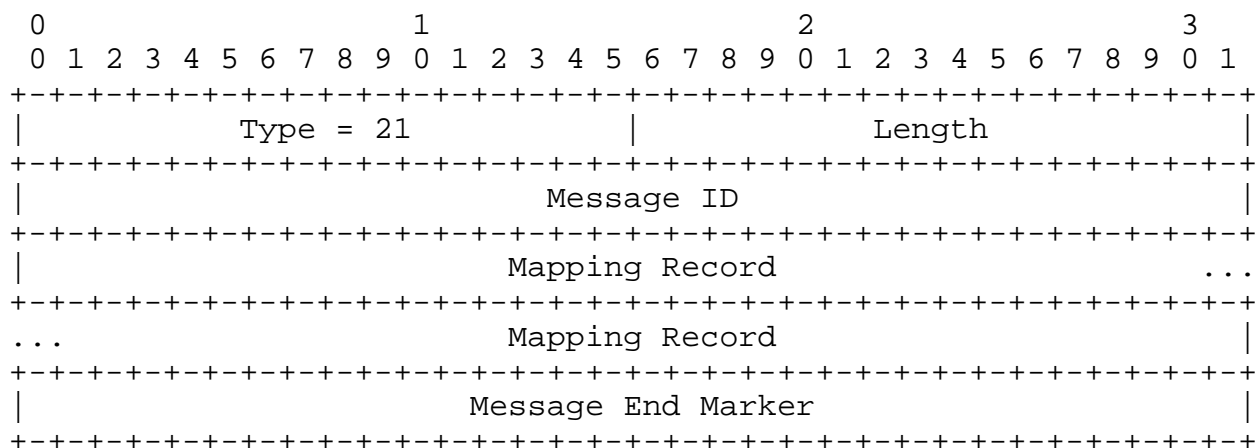 0                   1                   2                   3
 0 1 2 3 4 5 6 7 8 9 0 1 2 3 4 5 6 7 8 9 0 1 2 3 4 5 6 7 8 9 0 1
+-+-+-+-+-+-+-+-+-+-+-+-+-+-+-+-+-+-+-+-+-+-+-+-+-+-+-+-+-+-+-+-+
|           Type = 21           |            Length             |
+-+-+-+-+-+-+-+-+-+-+-+-+-+-+-+-+-+-+-+-+-+-+-+-+-+-+-+-+-+-+-+-+
|                           Message ID                          |
+-+-+-+-+-+-+-+-+-+-+-+-+-+-+-+-+-+-+-+-+-+-+-+-+-+-+-+-+-+-+-+-+
|                         Mapping Record                      ...
+-+-+-+-+-+-+-+-+-+-+-+-+-+-+-+-+-+-+-+-+-+-+-+-+-+-+-+-+-+-+-+-+
...                       Mapping Record                        |
+-+-+-+-+-+-+-+-+-+-+-+-+-+-+-+-+-+-+-+-+-+-+-+-+-+-+-+-+-+-+-+-+
|                       Message End Marker                      |
+-+-+-+-+-+-+-+-+-+-+-+-+-+-+-+-+-+-+-+-+-+-+-+-+-+-+-+-+-+-+-+-+